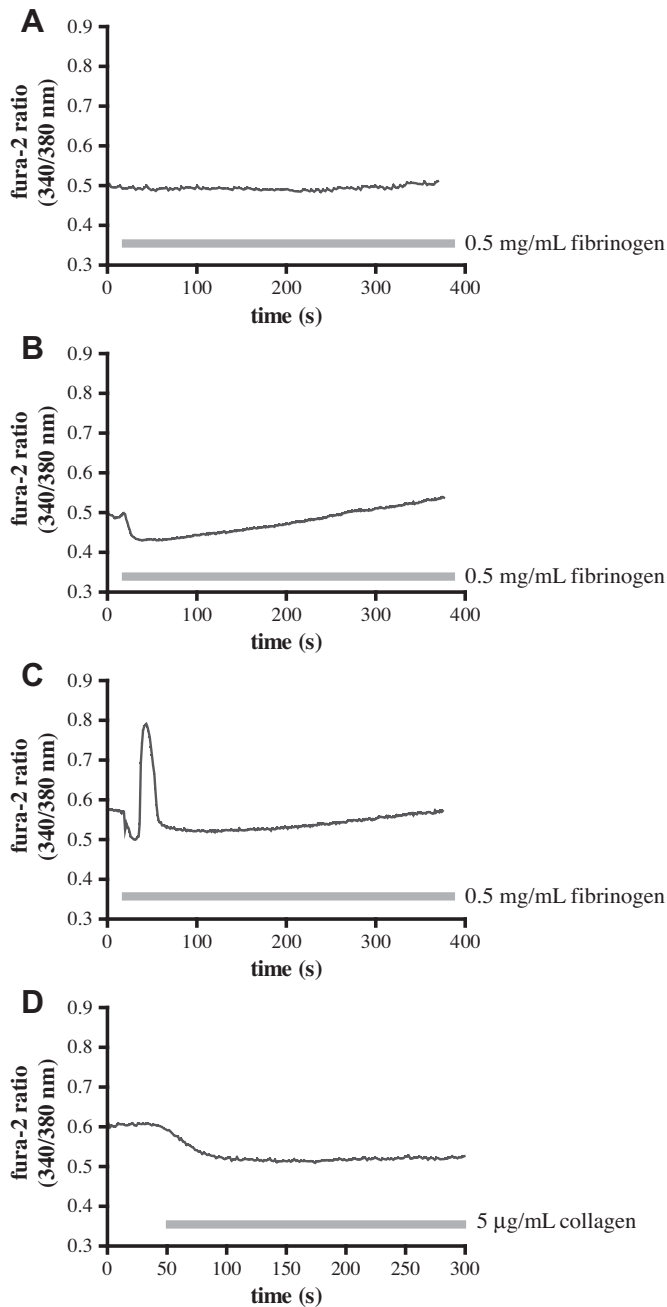 A
fura-2 ratio
(340/380 nm)
0.9
0.8
0.7
0.6
0.5
0.4
0.3
0.5 mg/mL fibrinogen
0 100 200 300 400
time (s)
B
fura-2 ratio
(340/380 nm)
0.9
0.8
0.7
0.6
0.5
0.4
0.3
0.5 mg/mL fibrinogen
0 100 200 300 400
time (s)
C
fura-2 ratio
(340/380 nm)
0.9
0.8
0.7
0.6
0.5
0.4
0.3
0.5 mg/mL fibrinogen
0 100 200 300 400
time (s)
D
fura-2 ratio
(340/380 nm)
0.9
0.8
0.7
0.6
0.5
0.4
0.3
5 μg/mL collagen
0 50 100 150 200 250 300
time (s)